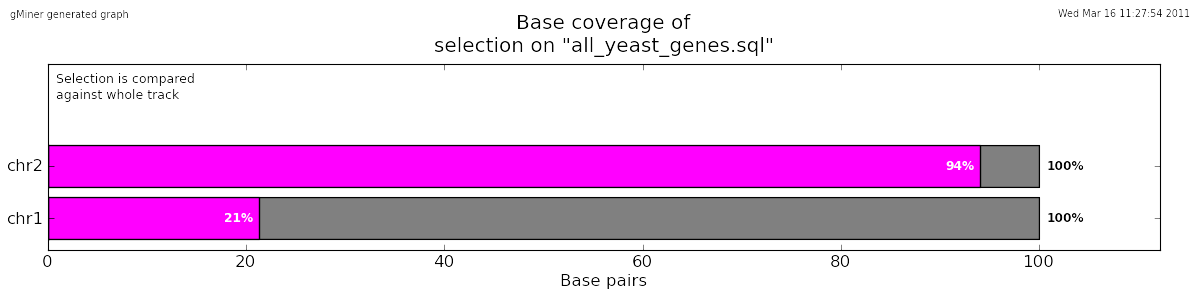 gMiner generated graph
Wed Mar 16 11:27:54 2011
Base coverage of
selection on "all_yeast_genes.sql"
Selection is compared
against whole track
chr2
94%
100%
chr1
21%
100%
0 20 40 60 80 100
Base pairs